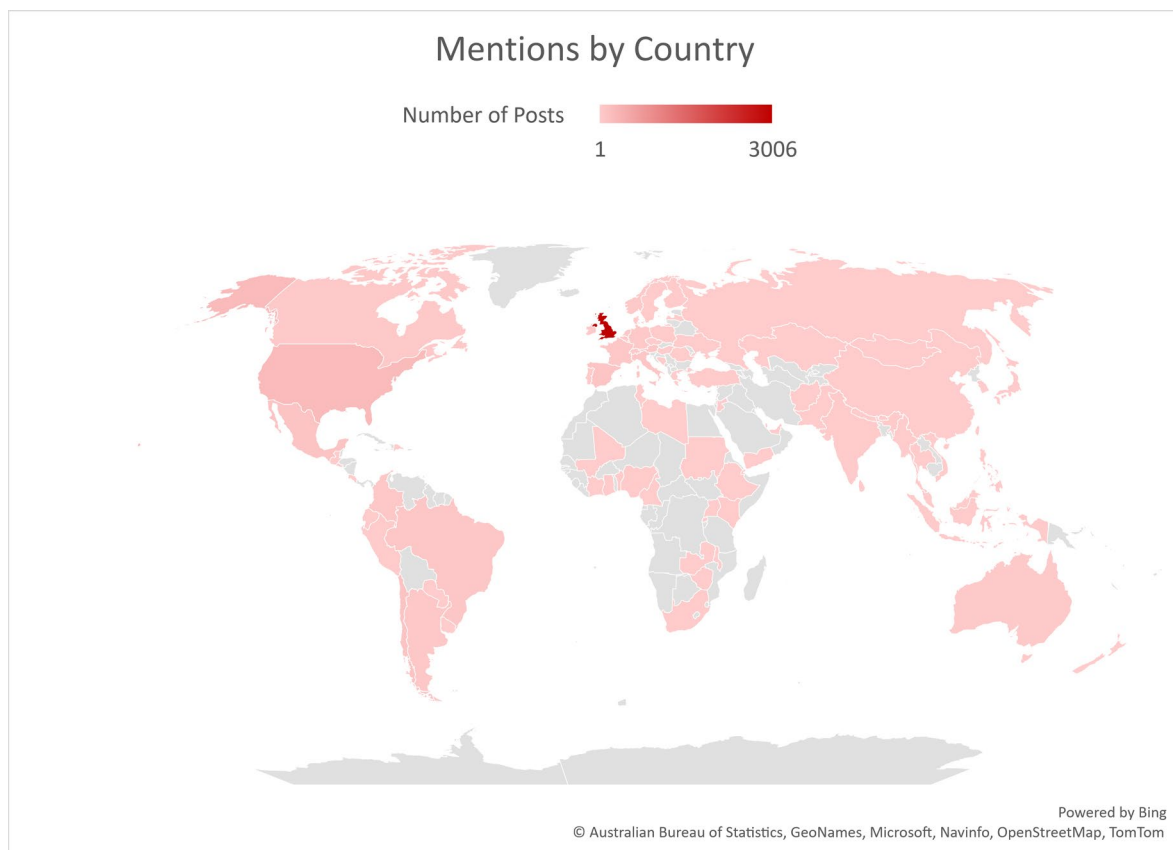 Mentions by Country
Number of Posts
1 3006
Powered by Bing
© Australian Bureau of Statistics, GeoNames, Microsoft, Navinfo, OpenStreetMap, TomTom